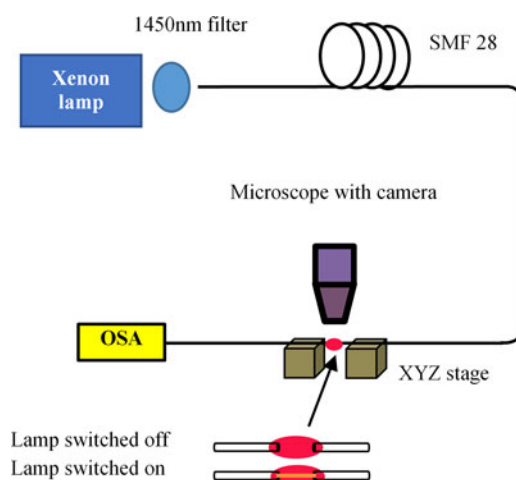 1450nm filter
SMF 28
Xenon
lamp
Microscope with camera
OSA
XYZ stage
Lamp switched off
Lamp switched on